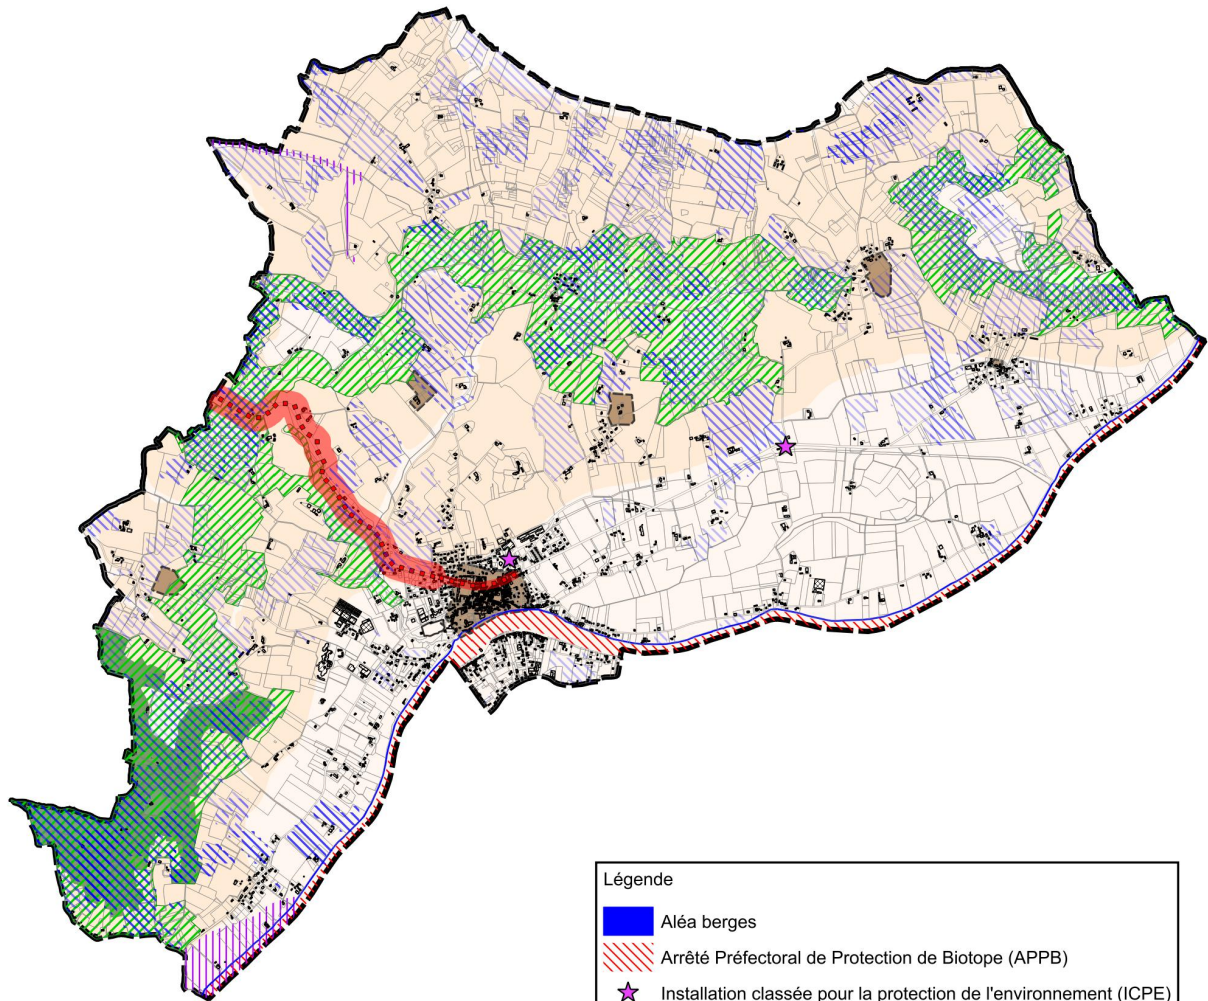 Légende
Aléa berges
Arrêté Préfectoral de Protection de Biotope (APPB)
Installation classée pour la protection de l'environnement (ICPE)